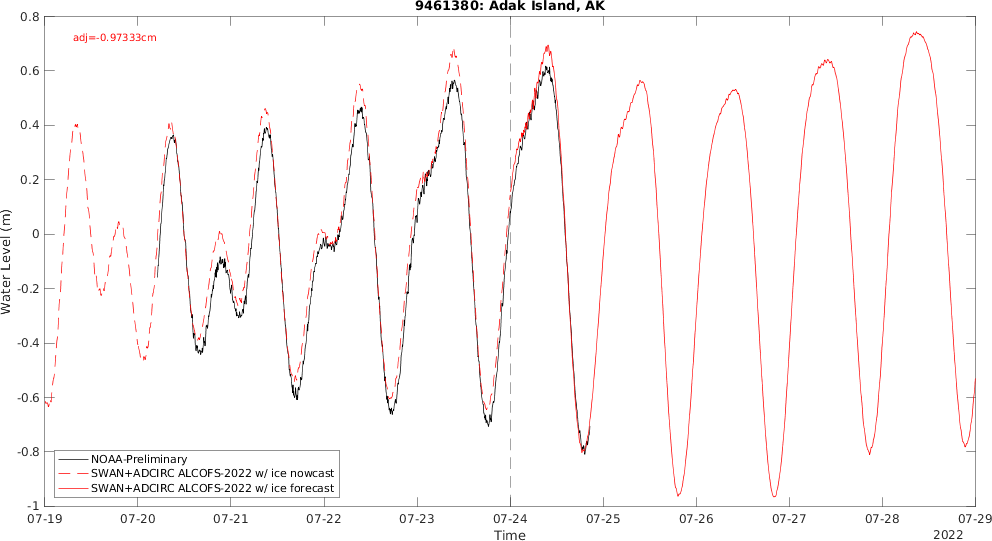 9461380: Adak Island, AK
adj=-0.97333cm
0.8
0.6
0.4
0.2
0
-0.2
-0.4
-0.6
-0.8
-1
Water Level (m)
NOAA-Preliminary
SWAN+ADCIRC ALCOFS-2022 w/ ice nowcast
SWAN+ADCIRC ALCOFS-2022 w/ ice forecast
07-19 07-20 07-21 07-22 07-23 07-24 07-25 07-26 07-27 07-28 07-29
Time
2022